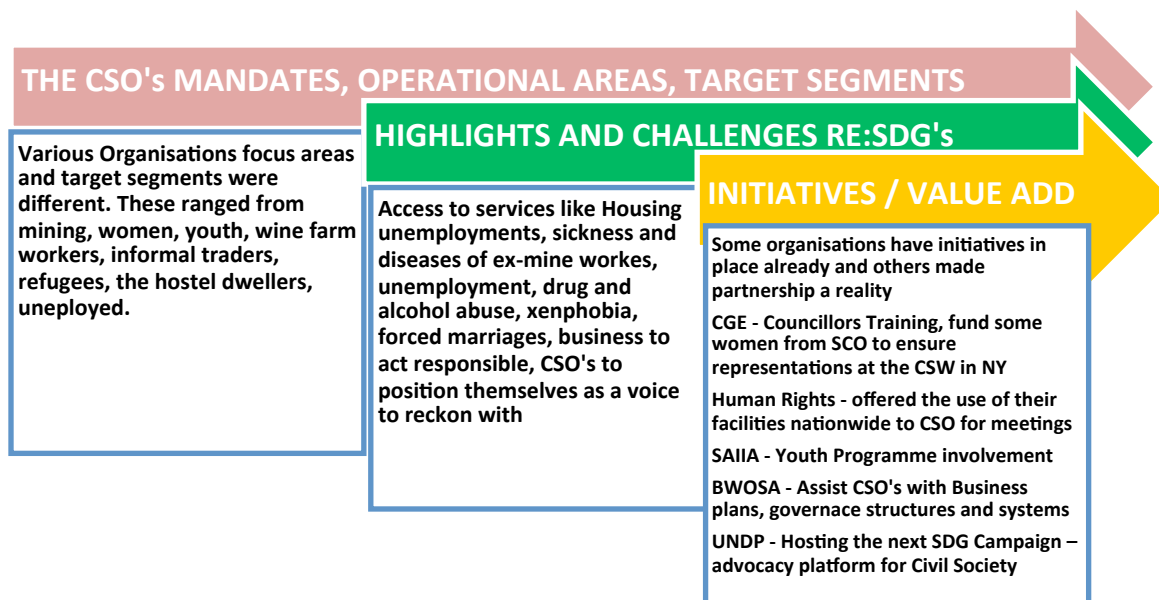 THE CSO's MANDATES, OPERATIONAL AREAS, TARGET SEGMENTS
Various Organisations focus areas
and target segments were
different. These ranged from
mining, women, youth, wine farm
workers, informal traders,
refugees, the hostel dwellers,
uneployed.
HIGHLIGHTS AND CHALLENGES RE:SDG's
Access to services like Housing
unemployments, sickness and
diseases of ex-mine workes,
unemployment, drug and
alcohol abuse, xenphobia,
forced marriages, business to
act responsible, CSO's to
position themselves as a voice
to reckon with
INITIATIVES / VALUE ADD
Some organisations have initiatives in
place already and others made
partnership a reality
CGE - Councillors Training, fund some
women from SCO to ensure
representations at the CSW in NY
Human Rights - offered the use of their
facilities nationwide to CSO for meetings
SAIIA - Youth Programme involvement
BWOSA - Assist CSO's with Business
plans, governace structures and systems
UNDP - Hosting the next SDG Campaign –
advocacy platform for Civil Society